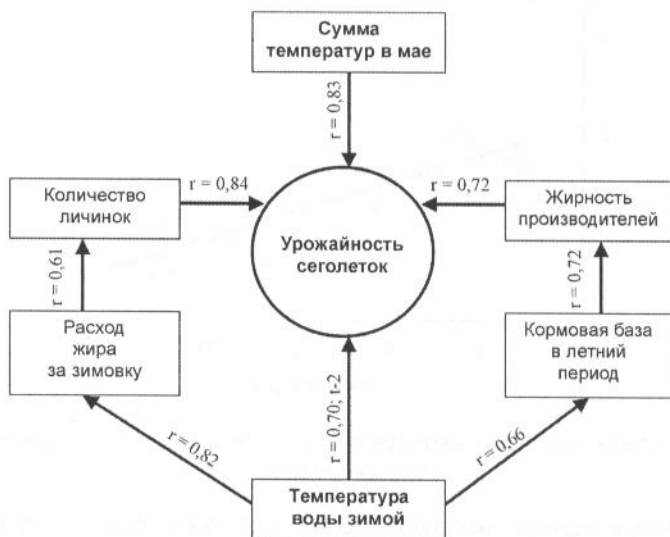 Сумма
температур в мае
r = 0,83
Количество
личинок
r = 0,84
r = 0,72
Жирность
производителей
Урожайность
сеголеток
r = 0,61
r = 0,72
Расход
жира
за зимовку
Кормовая база
в летний
период
r = 0,82
r = 0,70; t-2
r = 0,66
Температура
воды зимой